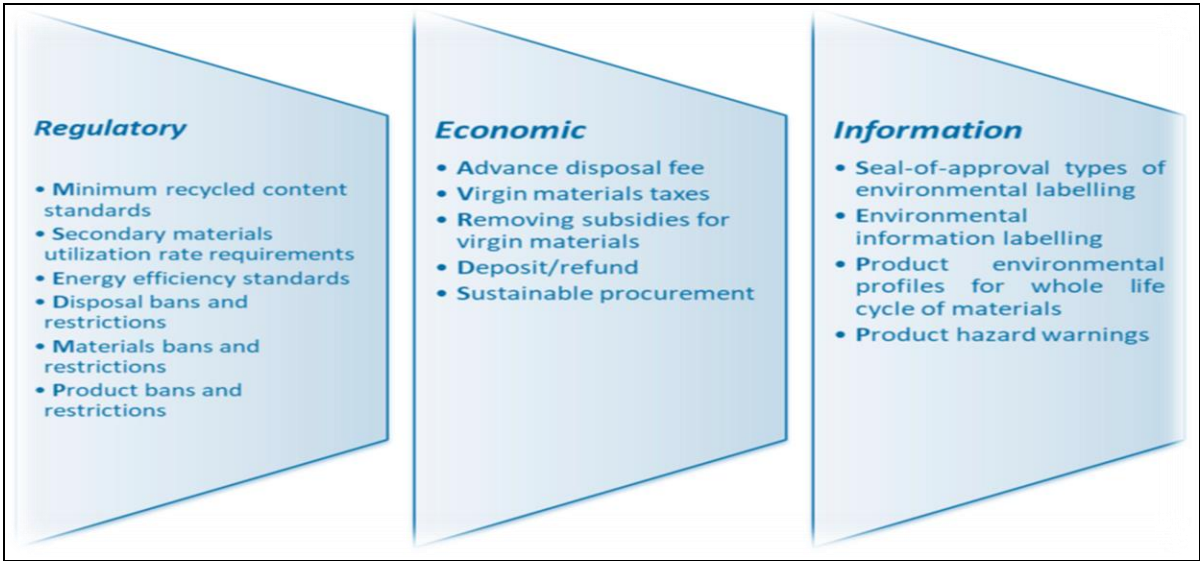 Regulatory
• Minimum recycled content
standards
• Secondary materials
utilization rate requirements
• Energy efficiency standards
• Disposal bans and
restrictions
• Materials bans and
restrictions
• Product bans and
restrictions
Economic
• Advance disposal fee
• Virgin materials taxes
• Removing subsidies for
virgin materials
• Deposit/refund
• Sustainable procurement
Information
• Seal-of-approval types of
environmental labelling
• Environmental
information labelling
• Product environmental
profiles for whole life
cycle of materials
• Product hazard warnings